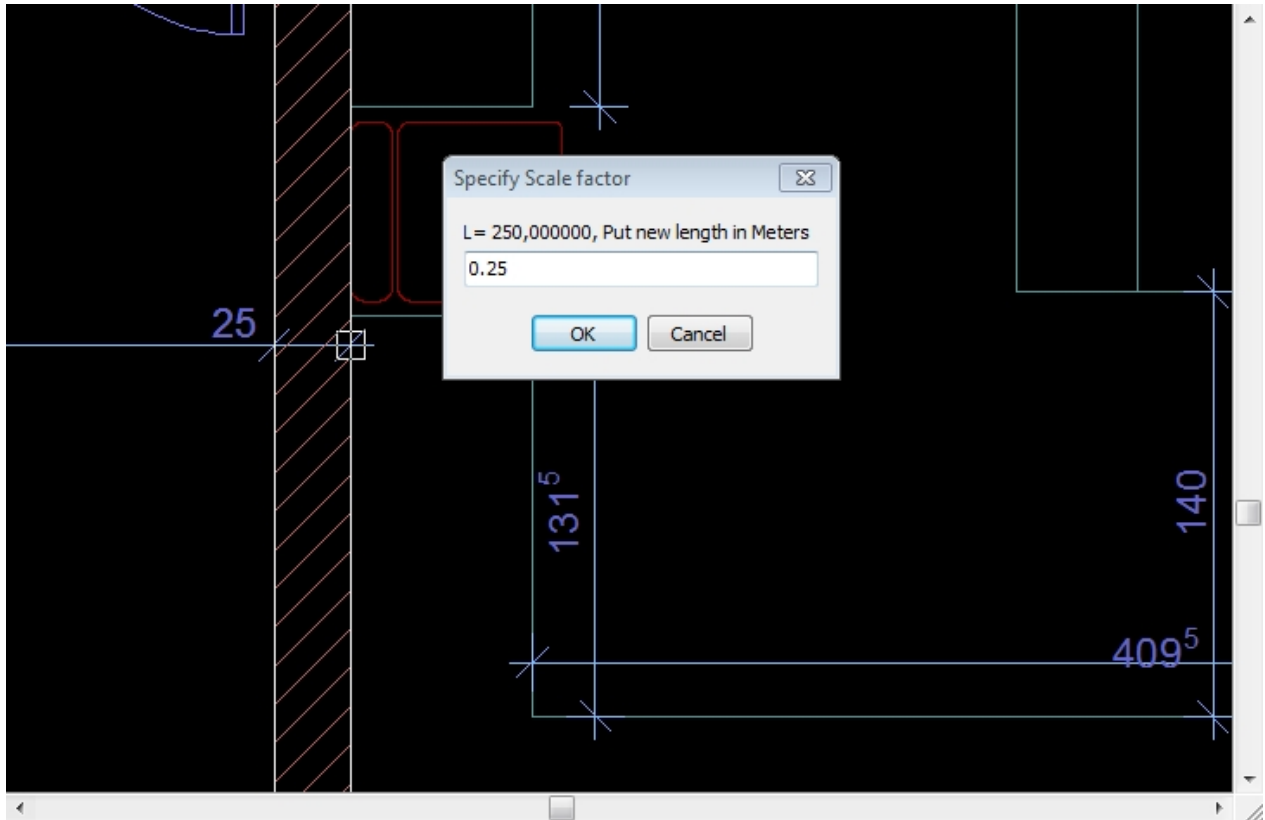 Specify Scale factor
L= 250,000000, Put new length in Meters
0.25
OK Cancel
25
131⁵
140
409⁵